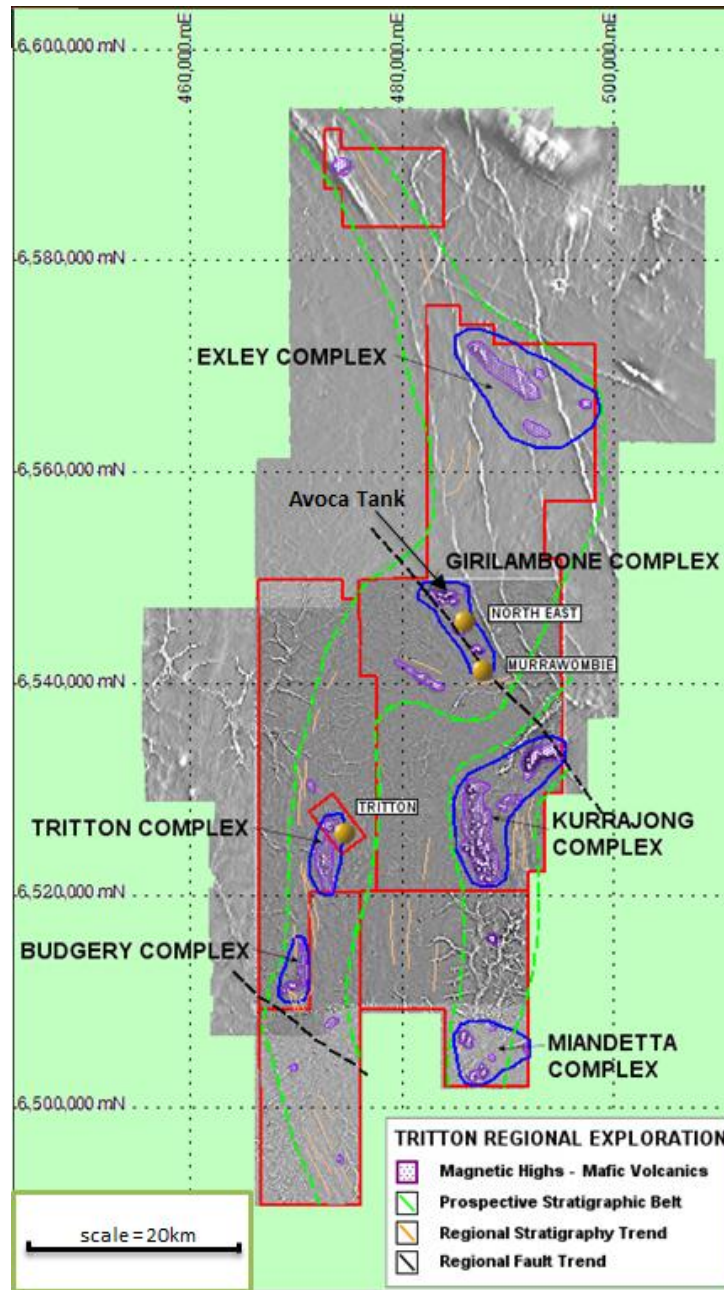 6,600,000 mN
460,000 mE
480,000 mE
500,000 mE
6,580,000 mN
EXLEY COMPLEX
6,560,000 mN
Avoca Tank
GIRILAMBONE COMPLEX
NORTH EAST
MURRAWOMBIE
6,540,000 mN
TRITTON
TRITTON COMPLEX
KURRAJONG
COMPLEX
6,520,000 mN
BUDGERY COMPLEX
MIANDETTA
COMPLEX
6,500,000 mN
TRITTON REGIONAL EXPLORATION
Magnetic Highs - Mafic Volcanics
Prospective Stratigraphic Belt
Regional Stratigraphy Trend
Regional Fault Trend
scale = 20km